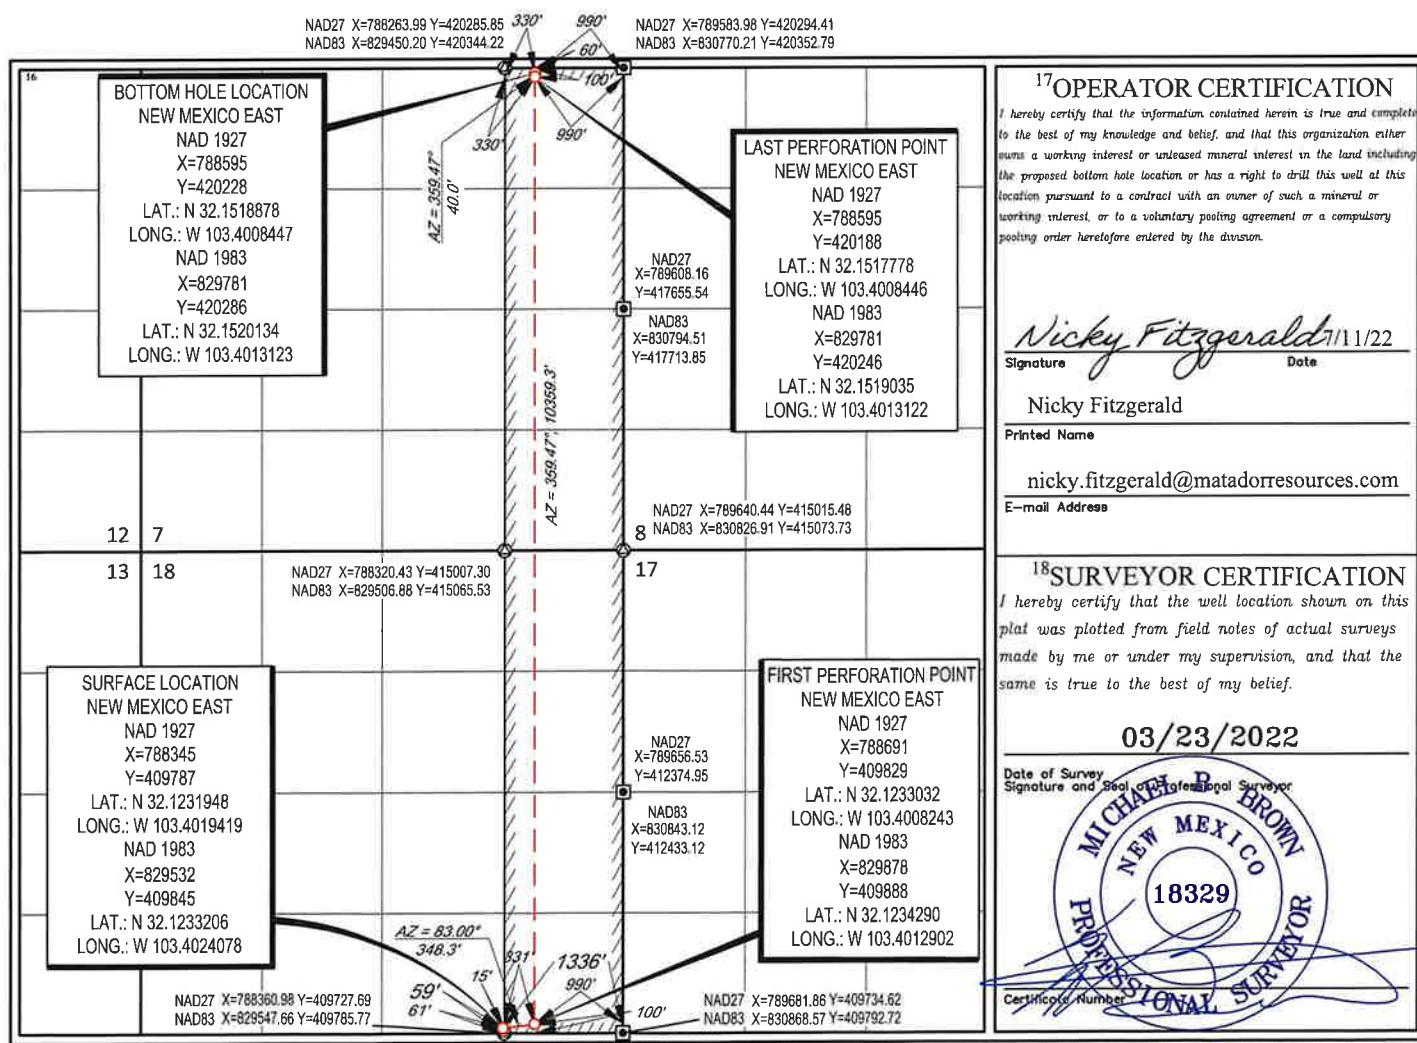 NAD27 X=788263.99 Y=420285.85
NAD83 X=829450.20 Y=420344.22
330'
990'
60'
NAD27 X=789583.98 Y=420294.41
NAD83 X=830770.21 Y=420352.79
16
100'
330'
990'
AZ = 359.47°
40.0'
BOTTOM HOLE LOCATION
NEW MEXICO EAST
NAD 1927
X=788595
Y=420228
LAT.: N 32.1518878
LONG.: W 103.4008447
NAD 1983
X=829781
Y=420286
LAT.: N 32.1520134
LONG.: W 103.4013123
LAST PERFORATION POINT
NEW MEXICO EAST
NAD 1927
X=788595
Y=420188
LAT.: N 32.1517778
LONG.: W 103.4008446
NAD 1983
X=829781
Y=420246
LAT.: N 32.1519035
LONG.: W 103.4013122
NAD27
X=789608.16
Y=417655.54
NAD83
X=830794.51
Y=417713.85
AZ = 359.47°, 10359.3'
12 7
8
NAD27 X=789640.44 Y=415015.48
NAD83 X=830826.91 Y=415073.73
13 18
17
NAD27 X=788320.43 Y=415007.30
NAD83 X=829506.88 Y=415065.53
SURFACE LOCATION
NEW MEXICO EAST
NAD 1927
X=788345
Y=409787
LAT.: N 32.1231948
LONG.: W 103.4019419
NAD 1983
X=829532
Y=409845
LAT.: N 32.1233206
LONG.: W 103.4024078
FIRST PERFORATION POINT
NEW MEXICO EAST
NAD 1927
X=788691
Y=409829
LAT.: N 32.1233032
LONG.: W 103.4008243
NAD 1983
X=829878
Y=409888
LAT.: N 32.1234290
LONG.: W 103.4012902
NAD27
X=789656.53
Y=412374.95
NAD83
X=830843.12
Y=412433.12
AZ = 83.00°
348.3'
15'
331'
1336'
990'
59'
61'
100'
NAD27 X=788360.98 Y=409727.69
NAD83 X=829547.66 Y=409785.77
NAD27 X=789681.86 Y=409734.62
NAD83 X=830868.57 Y=409792.72
17 OPERATOR CERTIFICATION
I hereby certify that the information contained herein is true and complete
to the best of my knowledge and belief, and that this organization either
owns a working interest or unleased mineral interest in the land including
the proposed bottom hole location or has a right to drill this well at this
location pursuant to a contract with an owner of such a mineral or
working interest, or to a voluntary pooling agreement or a compulsory
pooling order heretofore entered by the division.
Nicky Fitzgerald 7/11/22
Signature Date
Nicky Fitzgerald
Printed Name
nicky.fitzgerald@matadorresources.com
E-mail Address
18 SURVEYOR CERTIFICATION
I hereby certify that the well location shown on this
plat was plotted from field notes of actual surveys
made by me or under my supervision, and that the
same is true to the best of my belief.
03/23/2022
Date of Survey
Signature and Seal of Professional Surveyor
MICHAEL B. BROWN
NEW MEXICO
18329
PROFESSIONAL SURVEYOR
Certificate Number